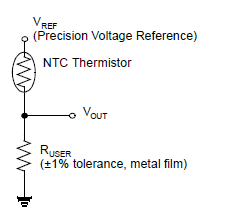 VREF
(Precision Voltage Reference)
NTC Thermistor
VOUT
RUSER
(±1% tolerance, metal film)